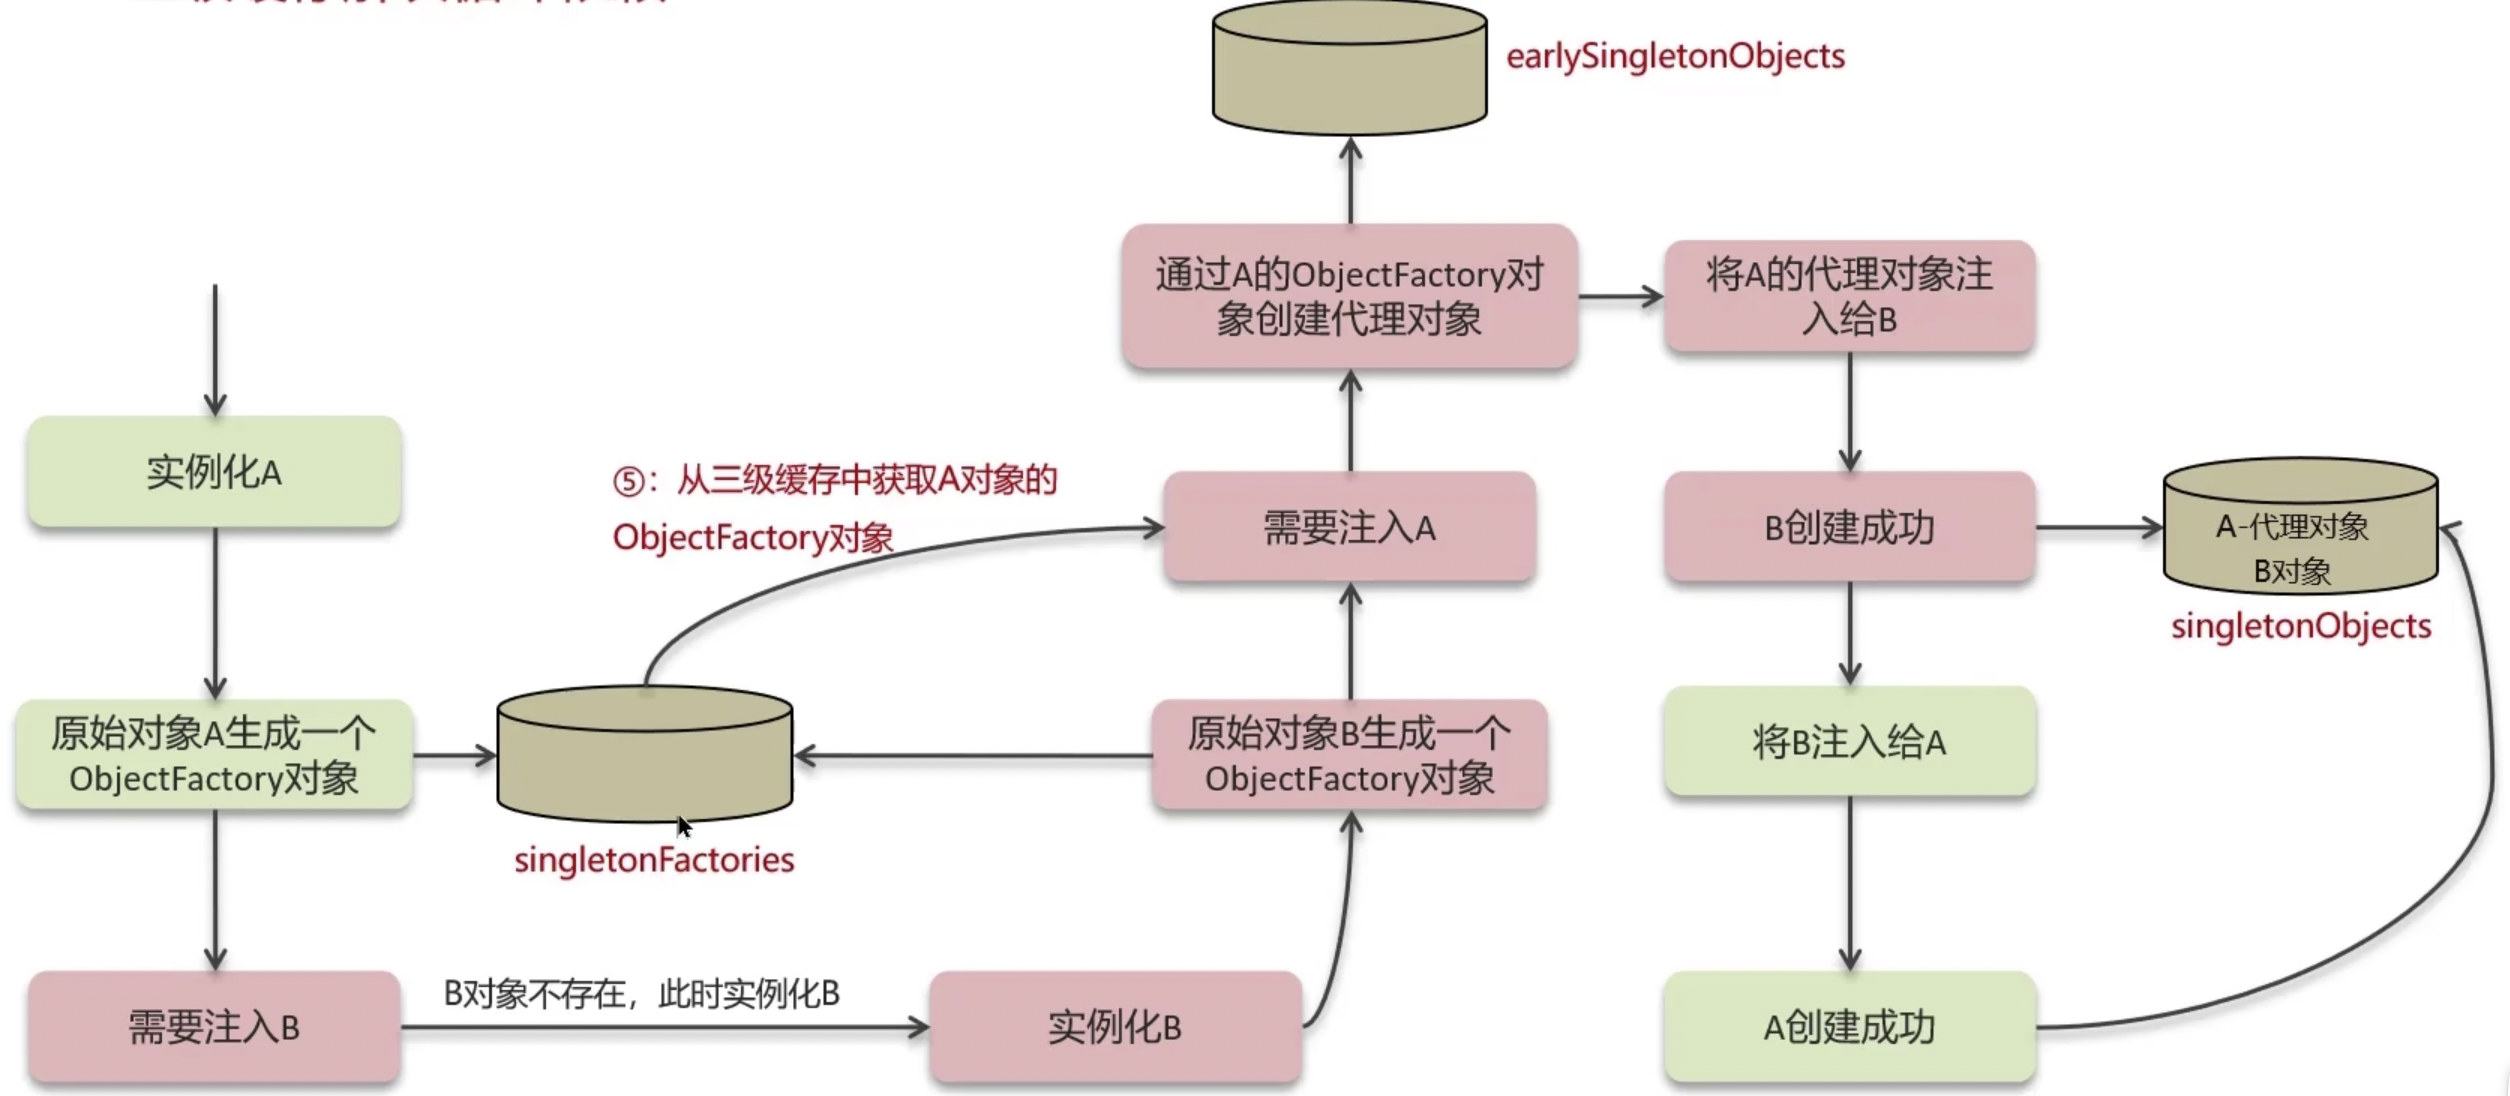 earlySingletonObjects
通过A的ObjectFactory对
象创建代理对象
将A的代理对象注
入给B
实例化A
⑤：从三级缓存中获取A对象的
ObjectFactory对象
需要注入A
B创建成功
A-代理对象
B对象
singletonObjects
原始对象A生成一个
ObjectFactory对象
singletonFactories
原始对象B生成一个
ObjectFactory对象
将B注入给A
需要注入B
B对象不存在，此时实例化B
实例化B
A创建成功